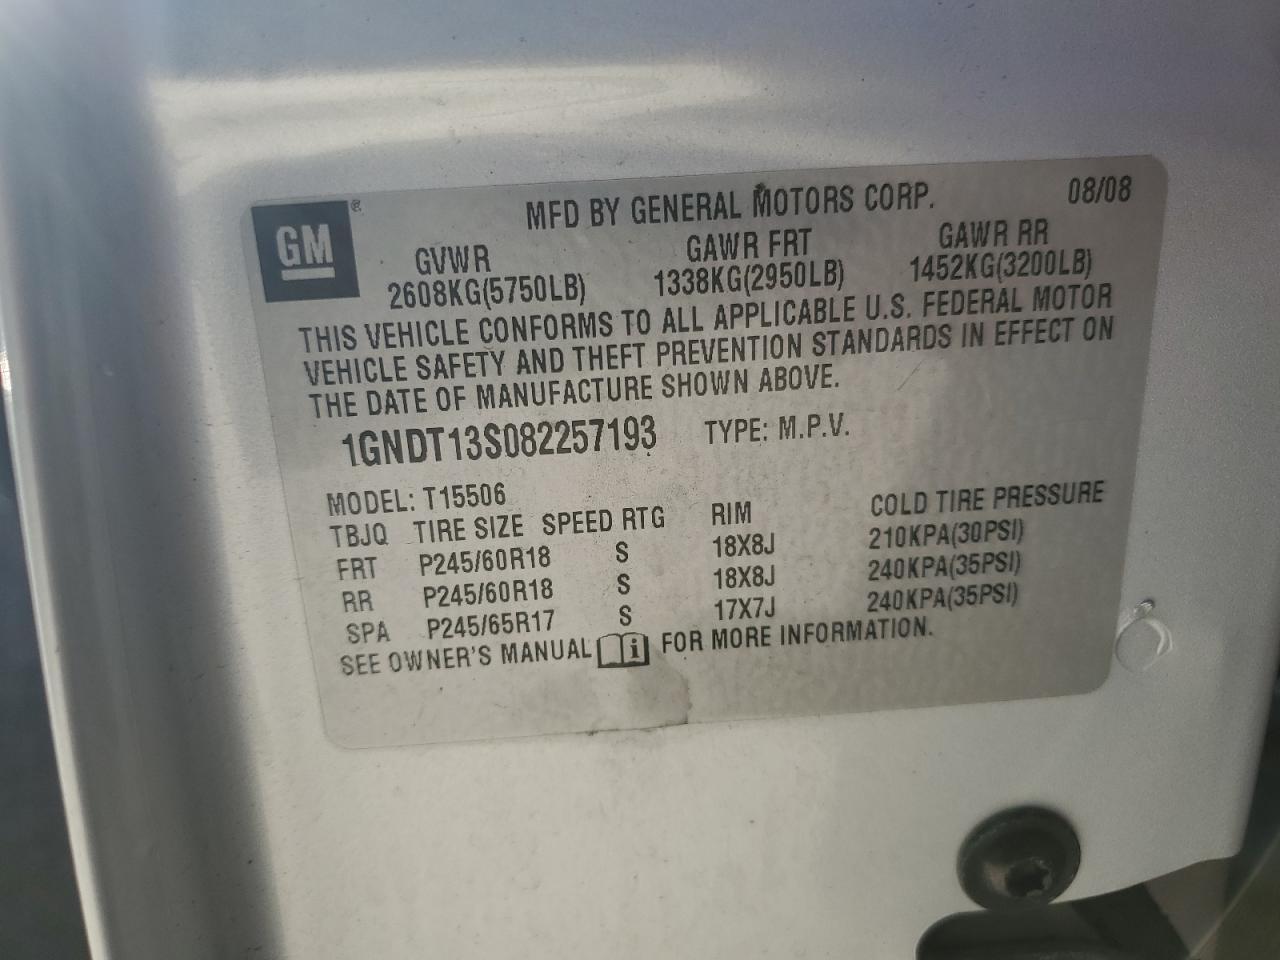 GM ®
MFD BY GENERAL MOTORS CORP. 08/08
GVWR GAWR FRT GAWR RR
2608KG(5750LB) 1338KG(2950LB) 1452KG(3200LB)
THIS VEHICLE CONFORMS TO ALL APPLICABLE U.S. FEDERAL MOTOR
VEHICLE SAFETY AND THEFT PREVENTION STANDARDS IN EFFECT ON
THE DATE OF MANUFACTURE SHOWN ABOVE.
1GNDT13S082257193 TYPE: M.P.V.
MODEL: T15506
TBJQ TIRE SIZE SPEED RTG RIM COLD TIRE PRESSURE
FRT P245/60R18 S 18X8J 210KPA(30PSI)
RR P245/60R18 S 18X8J 240KPA(35PSI)
SPA P245/65R17 S 17X7J 240KPA(35PSI)
SEE OWNER'S MANUAL i FOR MORE INFORMATION.